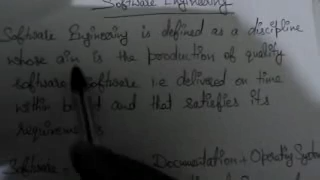 Software Engineering
Software Engineering is defined as a discipline
whose aim is the production of quality
software software i.e delivered on time
within and that satisfies its
requirements
Software = Documentation + Operating System